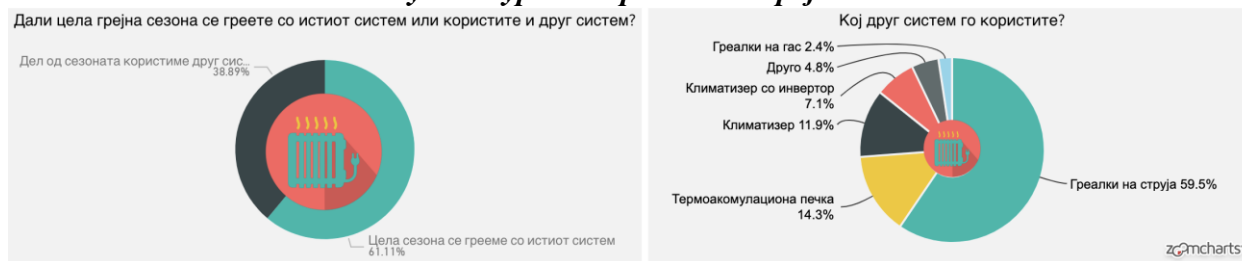 Дали цела грејна сезона се греете со истиот систем или користите и друг систем?
Дел од сезоната користиме друг сис...
38.89%
Цела сезона се грееме со истиот систем
61.11%
Кој друг систем го користите?
Греалки на гас 2.4%
Друго 4.8%
Климатизер со инвертор
7.1%
Климатизер 11.9%
Термоакомулациона печка
14.3%
Греалки на струја 59.5%
zoomcharts